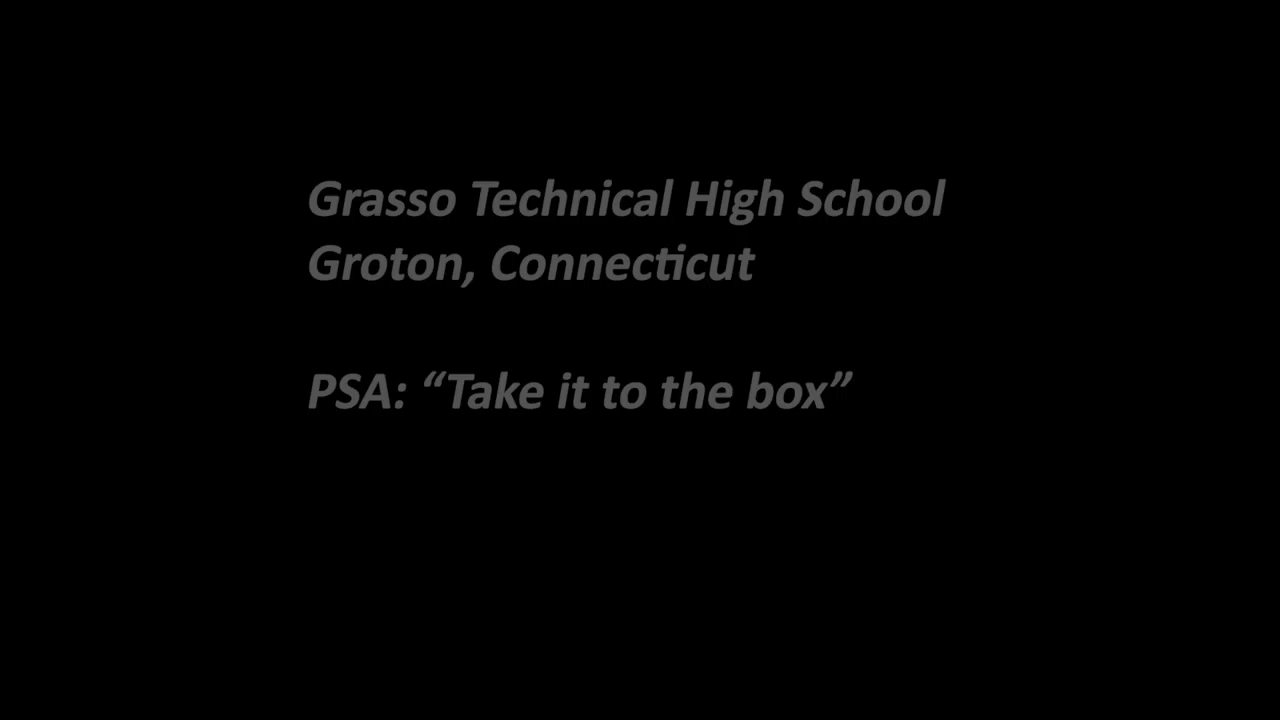 Grasso Technical High School
Groton, Connecticut
PSA: “Take it to the box”